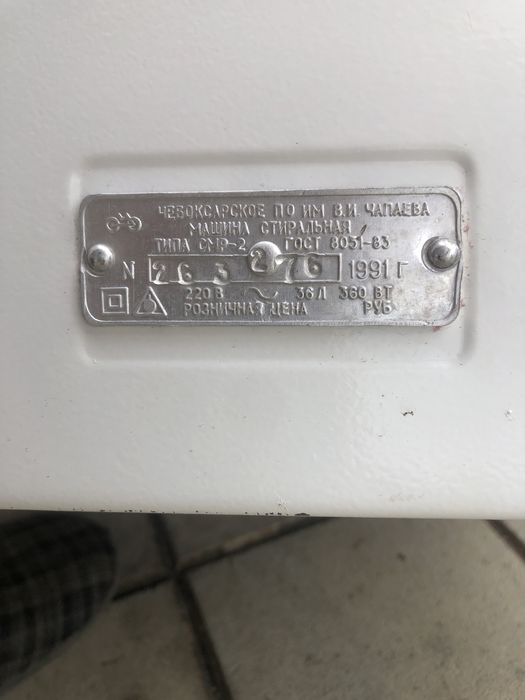 ЧЕБОКСАРСКОЕ ПО ИМ В.И. ЧАПАЕВА
МАШИНА СТИРАЛЬНАЯ
ТИПА СМР-2 ГОСТ 8051-83
N 263276 1991 Г
220 В ~ 36 Л 360 ВТ
РОЗНИЧНАЯ ЦЕНА РУБ